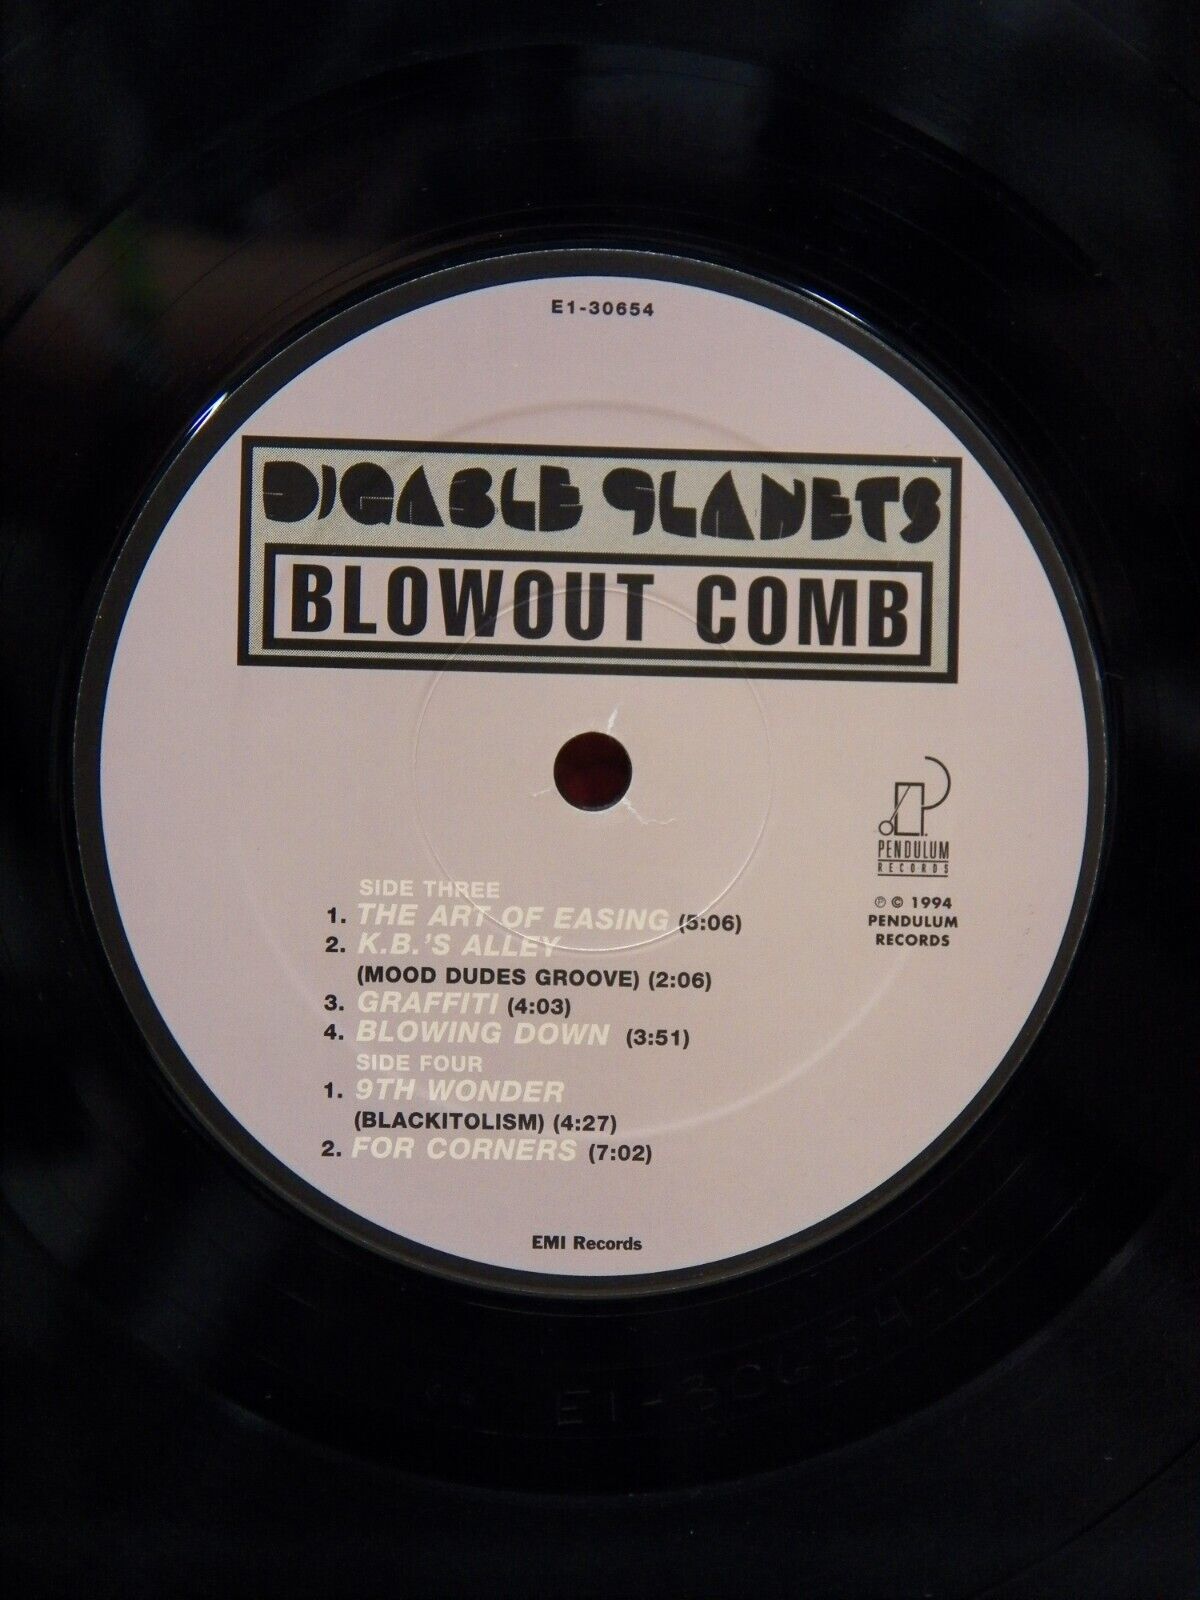 E1-30654
DIGABLE PLANETS
BLOWOUT COMB
PENDULUM
RECORDS
℗ © 1994
PENDULUM
RECORDS
SIDE THREE
1. THE ART OF EASING (5:06)
2. K.B.'S ALLEY
(MOOD DUDES GROOVE) (2:06)
3. GRAFFITI (4:03)
4. BLOWING DOWN (3:51)
SIDE FOUR
1. 9TH WONDER
(BLACKITOLISM) (4:27)
2. FOR CORNERS (7:02)
EMI Records
E1-30654-C